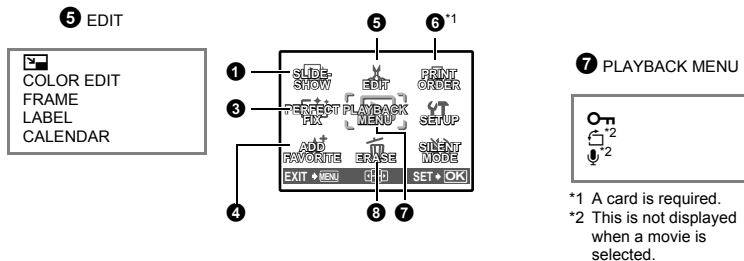 5 EDIT
COLOR EDIT
FRAME
LABEL
CALENDAR
5 6 *1
1 SLIDE-SHOW EDIT PRINT ORDER
3 PERFECT FIX PLAYBACK MENU SETUP
ADD FAVORITE ERASE SILENT MODE
EXIT MENU SET OK
4 8 7
7 PLAYBACK MENU
*2
*2
*1 A card is required.
*2 This is not displayed
when a movie is
selected.